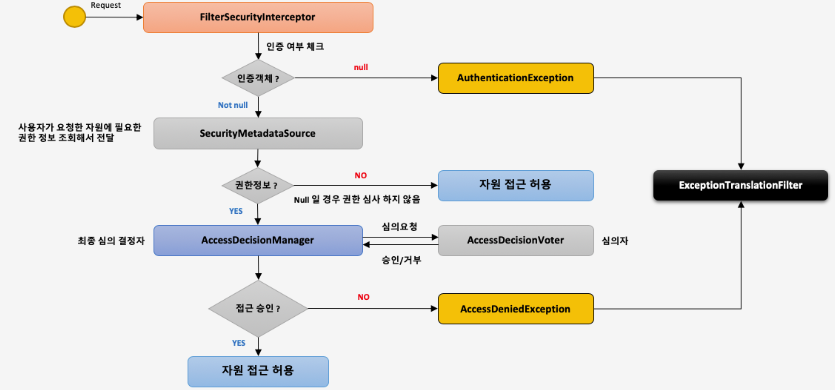 Request
FilterSecurityInterceptor
인증 여부 체크
인증객체 ?
null
AuthenticationException
Not null
사용자가 요청한 자원에 필요한
권한 정보 조회해서 전달
SecurityMetadataSource
권한정보 ?
NO
Null 일 경우 권한 심사 하지 않음
자원 접근 허용
ExceptionTranslationFilter
YES
최종 심의 결정자
AccessDecisionManager
심의요청
승인/거부
AccessDecisionVoter
심의자
접근 승인 ?
NO
AccessDeniedException
YES
자원 접근 허용